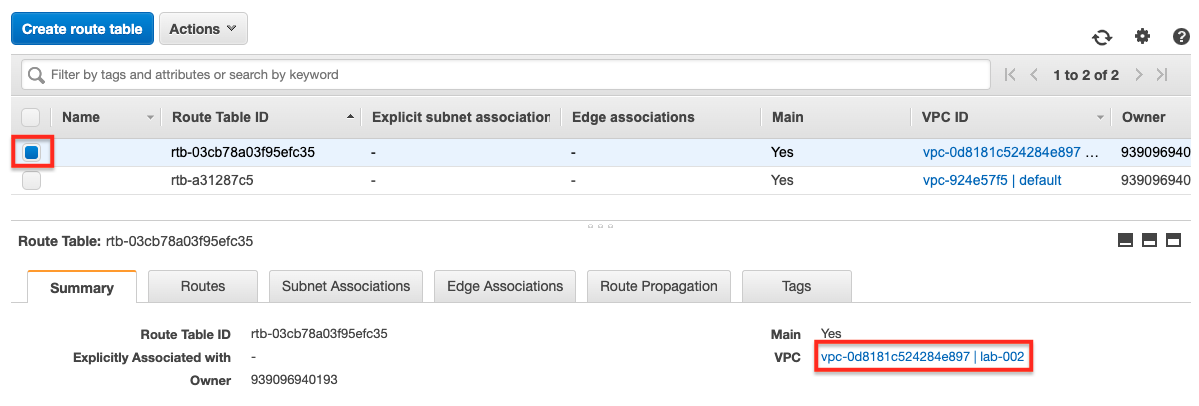 Create route table Actions
Filter by tags and attributes or search by keyword 1 to 2 of 2
Name Route Table ID Explicit subnet association Edge associations Main VPC ID Owner
rtb-03cb78a03f95efc35 - - Yes vpc-0d8181c524284e897 ... 939096940
rtb-a31287c5 - - Yes vpc-924e57f5 | default 939096940
Route Table: rtb-03cb78a03f95efc35
Summary Routes Subnet Associations Edge Associations Route Propagation Tags
Route Table ID rtb-03cb78a03f95efc35 Main Yes
Explicitly Associated with - VPC vpc-0d8181c524284e897 | lab-002
Owner 939096940193